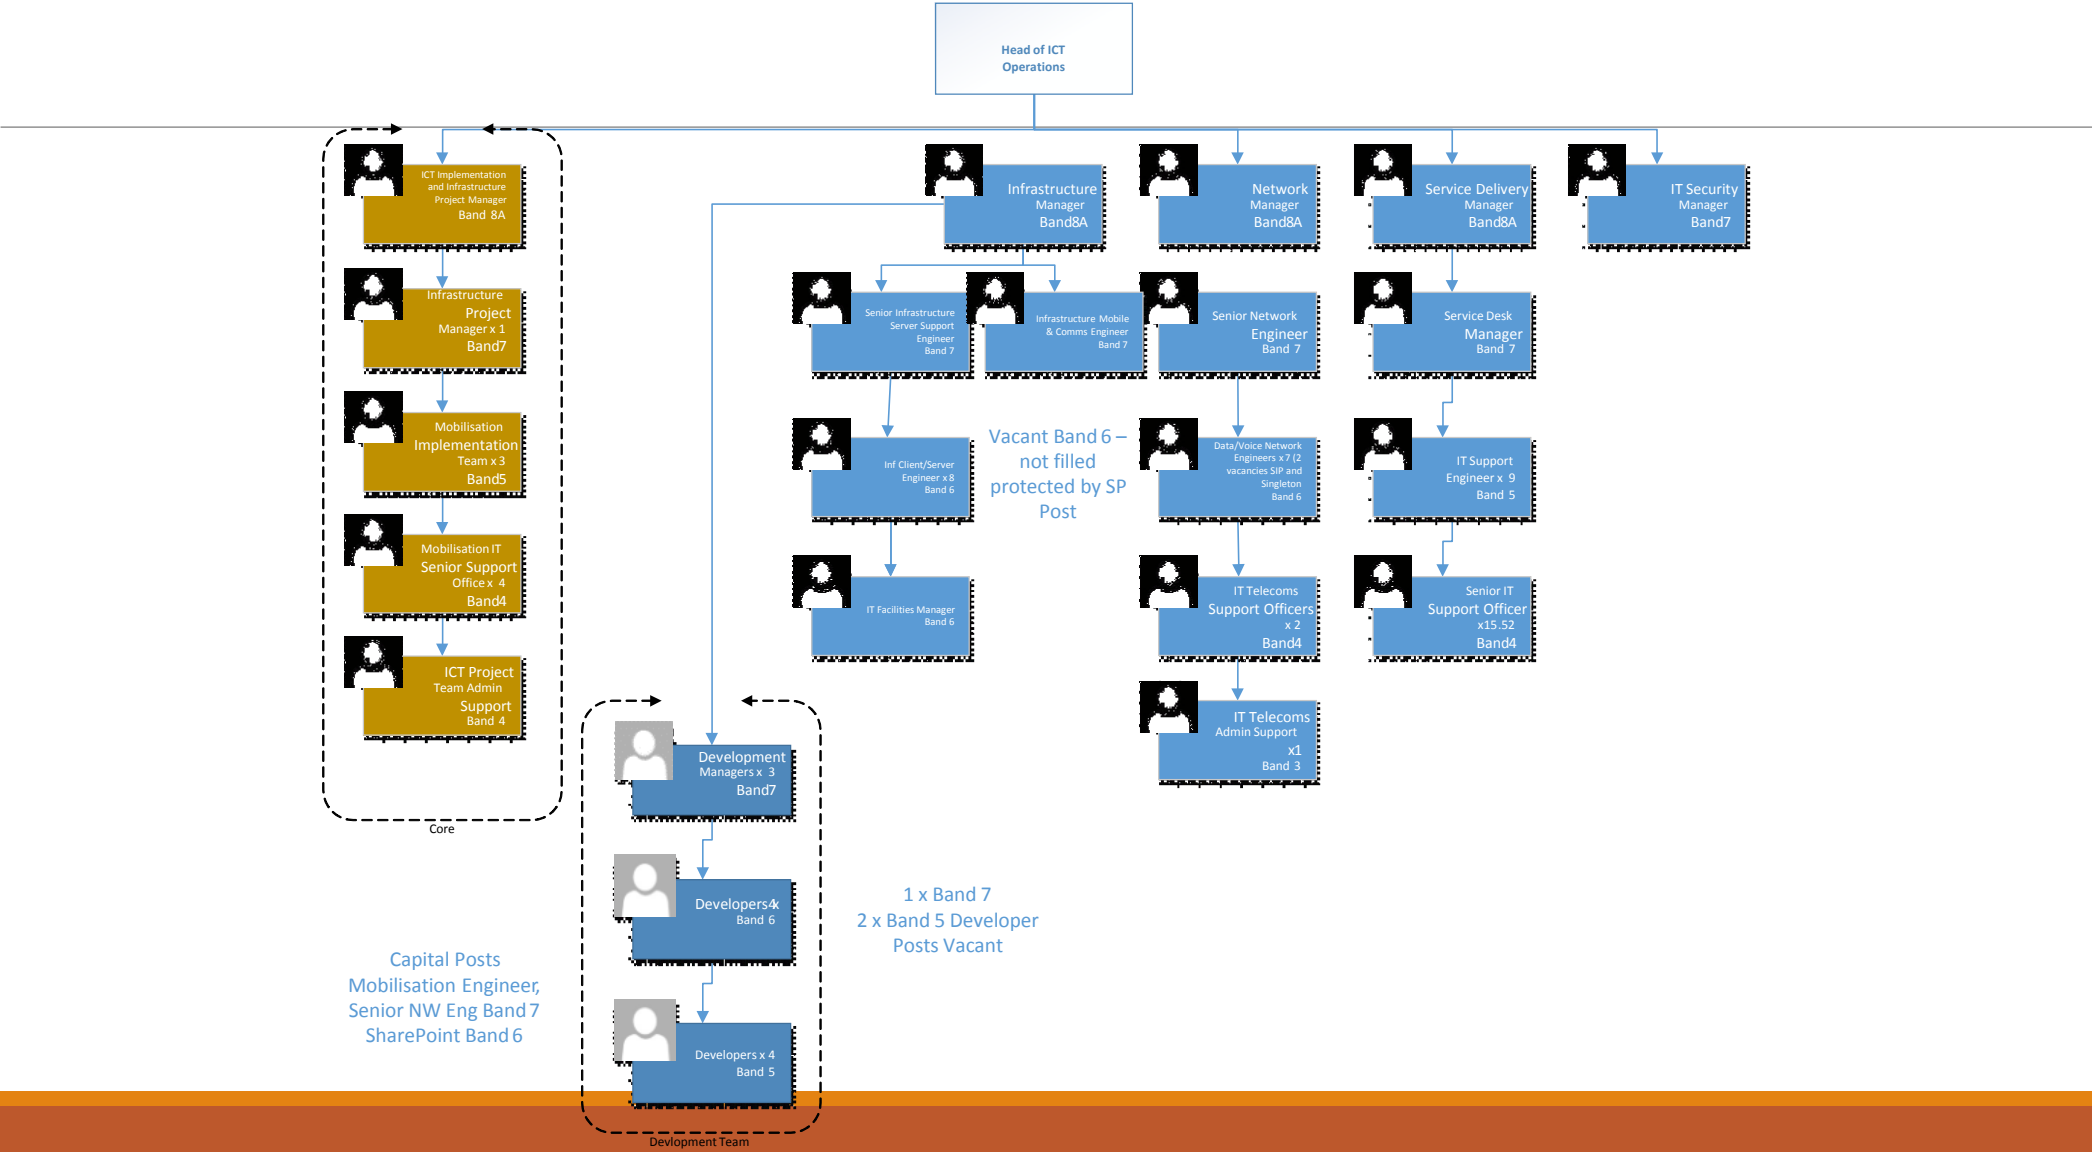 Head of ICT
Operations
ICT Implementation
and Infrastructure
Project Manager
Band 8A
Infrastructure
Manager
Band8A
Network
Manager
Band8A
Service Delivery
Manager
Band8A
IT Security
Manager
Band7
Infrastructure
Project
Manager x 1
Band7
Senior Infrastructure
Server Support
Engineer
Band 7
Infrastructure Mobile
& Comms Engineer
Band 7
Senior Network
Engineer
Band 7
Service Desk
Manager
Band 7
Mobilisation
Implementation
Team x 3
Band5
Inf Client/Server
Engineer x 8
Band 6
Vacant Band 6 –
not filled
protected by SP
Post
Data/Voice Network
Engineers x 7 (2
vacancies SIP and
Singleton
Band 6
IT Support
Engineer x 9
Band 5
Mobilisation IT
Senior Support
Office x 4
Band4
IT Facilities Manager
Band 6
IT Telecoms
Support Officers
x 2
Band4
Senior IT
Support Officer
x15.52
Band4
ICT Project
Team Admin
Support
Band 4
IT Telecoms
Admin Support
x1
Band 3
Core
Development
Managers x 3
Band7
Developers4x
Band 6
1 x Band 7
2 x Band 5 Developer
Posts Vacant
Capital Posts
Mobilisation Engineer,
Senior NW Eng Band 7
SharePoint Band 6
Developers x 4
Band 5
Devlopment Team